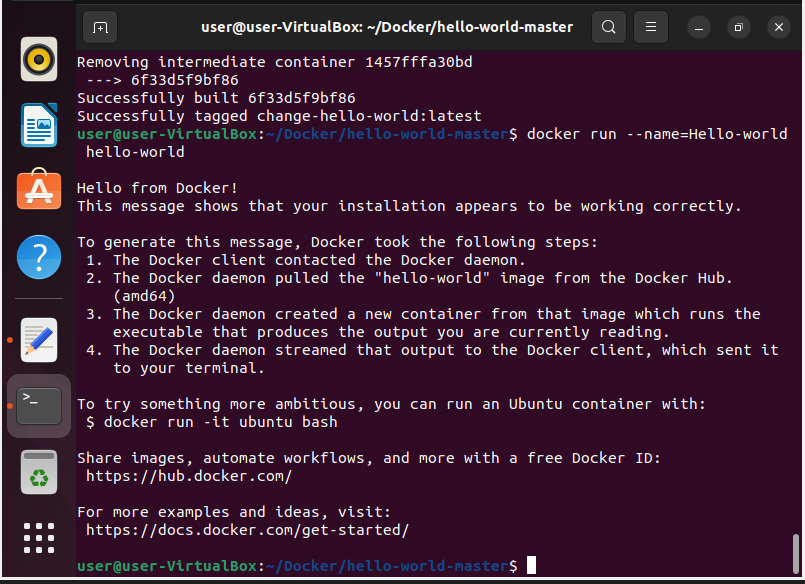 user@user-VirtualBox: ~/Docker/hello-world-master
Removing intermediate container 1457fffa30bd
 ---> 6f33d5f9bf86
Successfully built 6f33d5f9bf86
Successfully tagged change-hello-world:latest
user@user-VirtualBox:~/Docker/hello-world-master$ docker run --name=Hello-world
 hello-world
Hello from Docker!
This message shows that your installation appears to be working correctly.
To generate this message, Docker took the following steps:
 1. The Docker client contacted the Docker daemon.
 2. The Docker daemon pulled the "hello-world" image from the Docker Hub.
    (amd64)
 3. The Docker daemon created a new container from that image which runs the
    executable that produces the output you are currently reading.
 4. The Docker daemon streamed that output to the Docker client, which sent it
    to your terminal.
To try something more ambitious, you can run an Ubuntu container with:
 $ docker run -it ubuntu bash
Share images, automate workflows, and more with a free Docker ID:
 https://hub.docker.com/
For more examples and ideas, visit:
 https://docs.docker.com/get-started/
user@user-VirtualBox:~/Docker/hello-world-master$